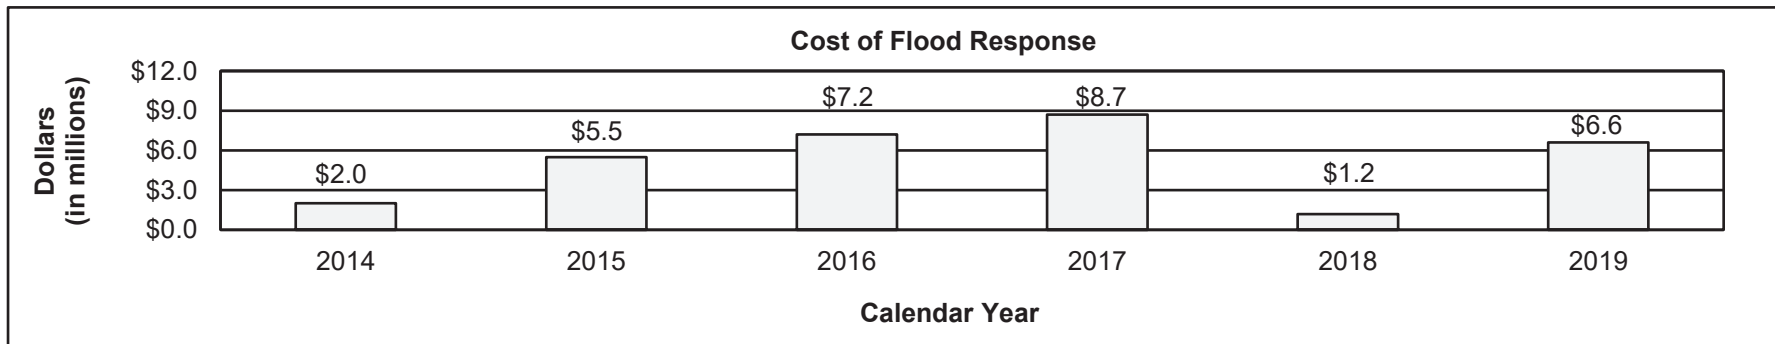 Cost of Flood Response
Dollars
(in millions)
$12.0
$9.0
$6.0
$3.0
$0.0
$2.0
$5.5
$7.2
$8.7
$1.2
$6.6
2014 2015 2016 2017 2018 2019
Calendar Year